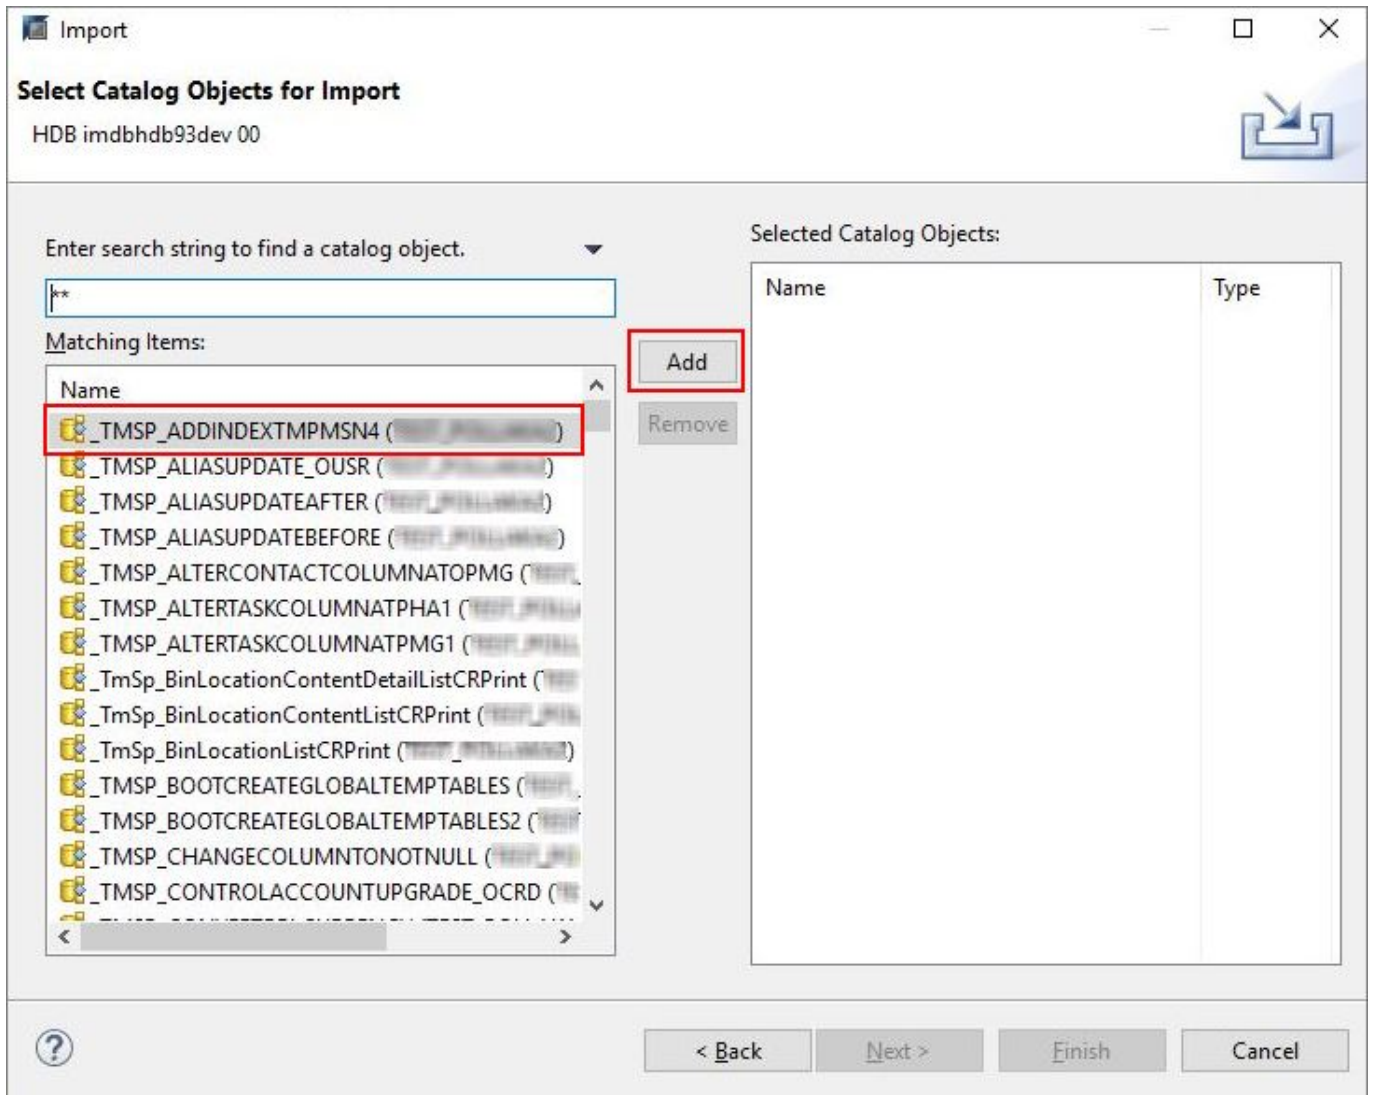 Import
Select Catalog Objects for Import
HDB imdbhdb93dev 00
Enter search string to find a catalog object.
**
Matching Items:
Name
_TMSP_ADDINDEXTMPMSN4 ( )
_TMSP_ALIASUPDATE_OUSR ( )
_TMSP_ALIASUPDATEAFTER ( )
_TMSP_ALIASUPDATEBEFORE ( )
_TMSP_ALTERCONTACTCOLUMNATOPMG (
_TMSP_ALTERTASKCOLUMNATPHA1 (
_TMSP_ALTERTASKCOLUMNATPMG1 (
_TmSp_BinLocationContentDetailListCRPrint (
_TmSp_BinLocationContentListCRPrint (
_TmSp_BinLocationListCRPrint ( )
_TMSP_BOOTCREATEGLOBALTEMPTABLES (
_TMSP_BOOTCREATEGLOBALTEMPTABLES2 (
_TMSP_CHANGECOLUMNTONOTNULL (
_TMSP_CONTROLACCOUNTUPGRADE_OCRD (
Add
Remove
Selected Catalog Objects:
Name Type
< Back Next > Finish Cancel